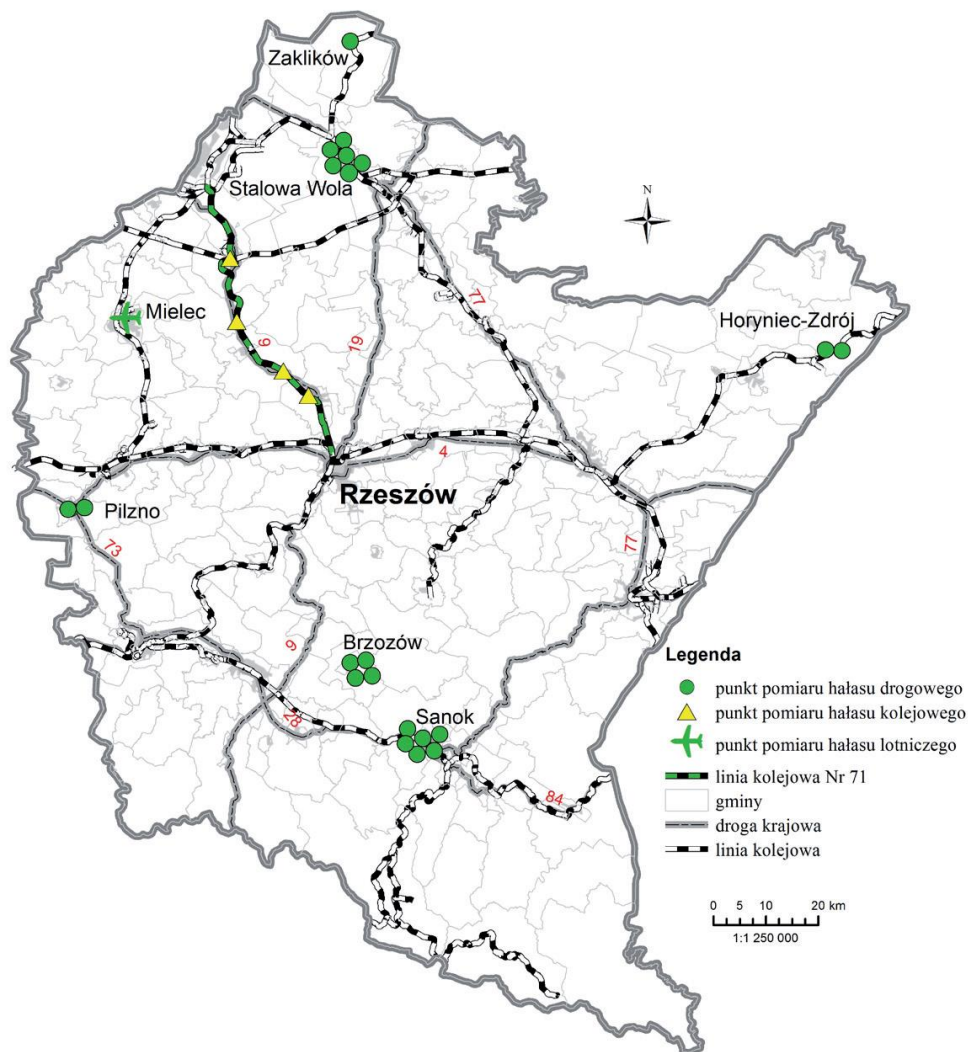 Zaklików
Stalowa Wola
N
Mielec
Horyniec-Zdrój
77
19
9
4
Rzeszów
Pilzno
73
77
Brzozów
9
Sanok
28
84
Legenda
punkt pomiaru hałasu drogowego
punkt pomiaru hałasu kolejowego
punkt pomiaru hałasu lotniczego
linia kolejowa Nr 71
gminy
droga krajowa
linia kolejowa
0 5 10 20 km
1:1 250 000